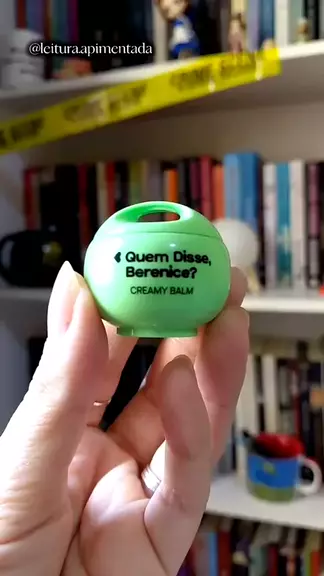 @leitura.apimentada
Quem Disse,
Berenice?
CREAMY BALM